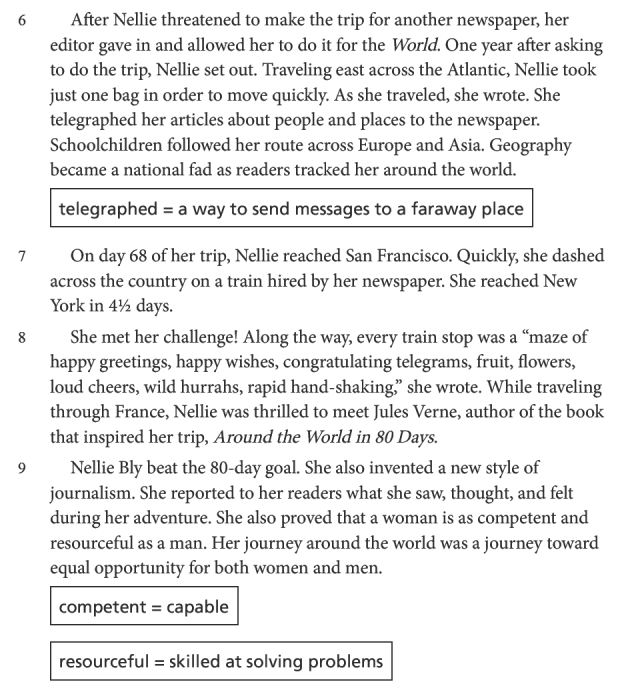 6 After Nellie threatened to make the trip for another newspaper, her
editor gave in and allowed her to do it for the World. One year after asking
to do the trip, Nellie set out. Traveling east across the Atlantic, Nellie took
just one bag in order to move quickly. As she traveled, she wrote. She
telegraphed her articles about people and places to the newspaper.
Schoolchildren followed her route across Europe and Asia. Geography
became a national fad as readers tracked her around the world.
telegraphed = a way to send messages to a faraway place
7 On day 68 of her trip, Nellie reached San Francisco. Quickly, she dashed
across the country on a train hired by her newspaper. She reached New
York in 4½ days.
8 She met her challenge! Along the way, every train stop was a “maze of
happy greetings, happy wishes, congratulating telegrams, fruit, flowers,
loud cheers, wild hurrahs, rapid hand-shaking,” she wrote. While traveling
through France, Nellie was thrilled to meet Jules Verne, author of the book
that inspired her trip, Around the World in 80 Days.
9 Nellie Bly beat the 80-day goal. She also invented a new style of
journalism. She reported to her readers what she saw, thought, and felt
during her adventure. She also proved that a woman is as competent and
resourceful as a man. Her journey around the world was a journey toward
equal opportunity for both women and men.
competent = capable
resourceful = skilled at solving problems